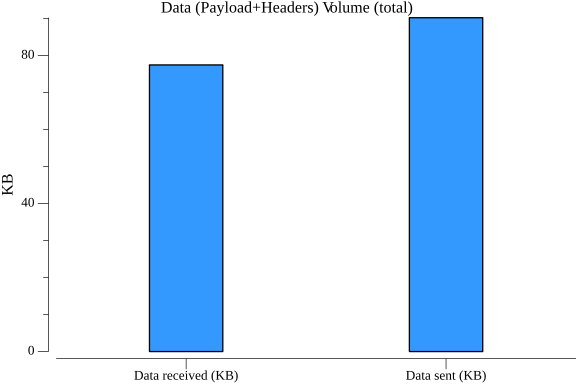 Data (Payload+Headers) Volume (total)
80
40
0
KB
Data received (KB)
Data sent (KB)